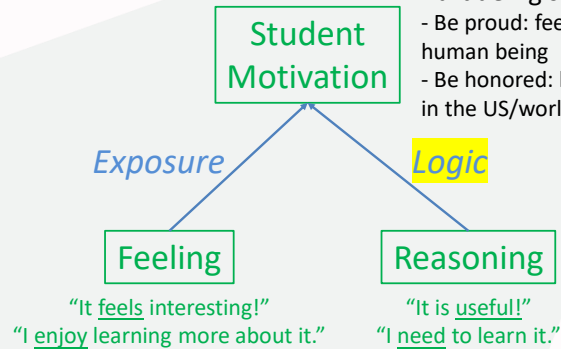 Student
Motivation
- Be proud: fee
human being
- Be honored:
in the US/worl
Exposure
Logic
Feeling
Reasoning
“It feels interesting!”
“I enjoy learning more about it.”
“It is useful!”
“I need to learn it.”